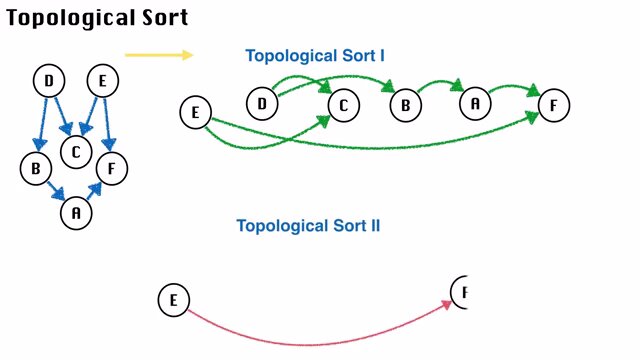 Topological Sort
D E
C
B F
A
Topological Sort I
E D C B A F
Topological Sort II
E